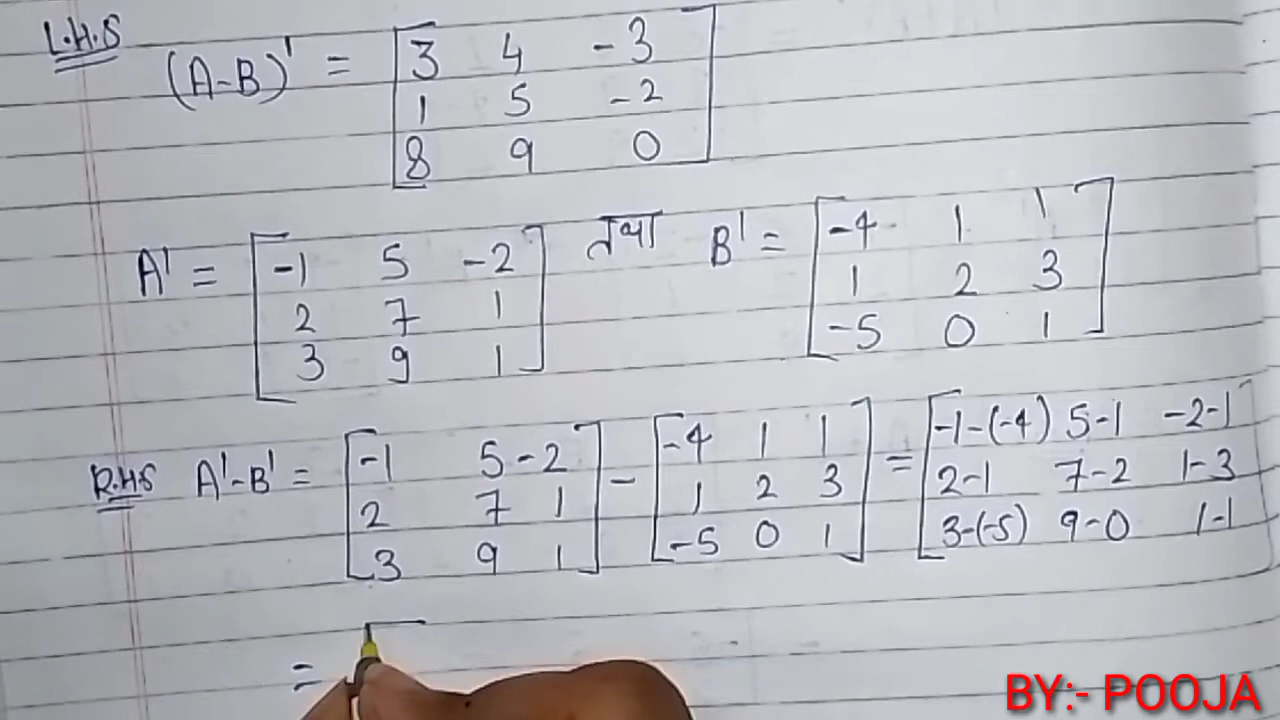 L.H.S
(A-B)' = [3 4 -3
1 5 -2
8 9 0]
A' = [-1 5 -2
2 7 1
3 9 1] तथा B' = [-4 1 1
1 2 3
-5 0 1]
R.H.S A'-B' = [-1 5 -2
2 7 1
3 9 1] - [-4 1 1
1 2 3
-5 0 1] = [-1-(-4) 5-1 -2-1
2-1 7-2 1-3
3-(-5) 9-0 1-1]
= [
BY:- POOJA